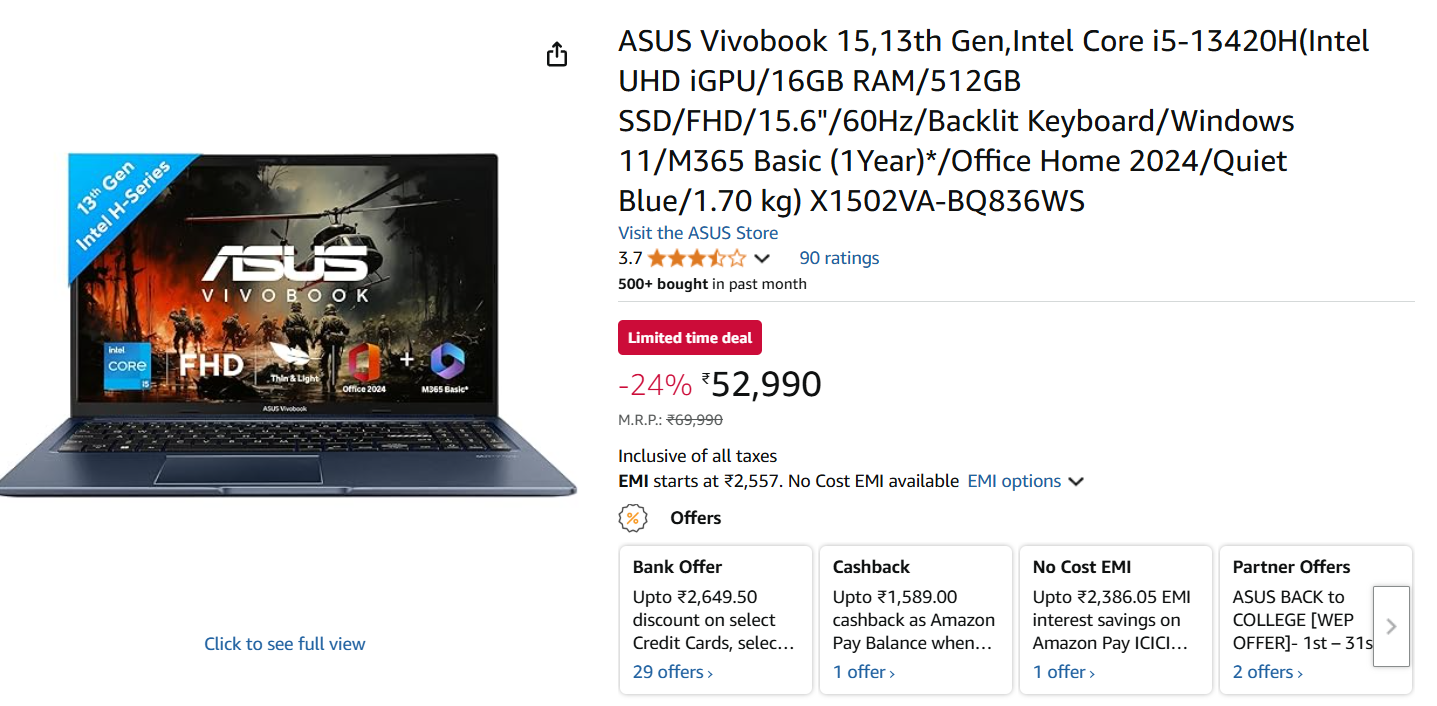 13th Gen
Intel H-Series
ASUS
VIVOBOOK
intel
CORE
i5
FHD
Thin & Light
Office 2024
+
M365 Basic*
ASUS Vivobook
Click to see full view
ASUS Vivobook 15,13th Gen,Intel Core i5-13420H(Intel
UHD iGPU/16GB RAM/512GB
SSD/FHD/15.6"/60Hz/Backlit Keyboard/Windows
11/M365 Basic (1Year)*/Office Home 2024/Quiet
Blue/1.70 kg) X1502VA-BQ836WS
Visit the ASUS Store
3.7 90 ratings
500+ bought in past month
Limited time deal
-24% ₹52,990
M.R.P.: ₹69,990
Inclusive of all taxes
EMI starts at ₹2,557. No Cost EMI available EMI options
% Offers
Bank Offer
Upto ₹2,649.50
discount on select
Credit Cards, selec…
29 offers ›
Cashback
Upto ₹1,589.00
cashback as Amazon
Pay Balance when…
1 offer ›
No Cost EMI
Upto ₹2,386.05 EMI
interest savings on
Amazon Pay ICICI…
1 offer ›
Partner Offers
ASUS BACK to
COLLEGE [WEP
OFFER]- 1st – 31s
2 offers ›